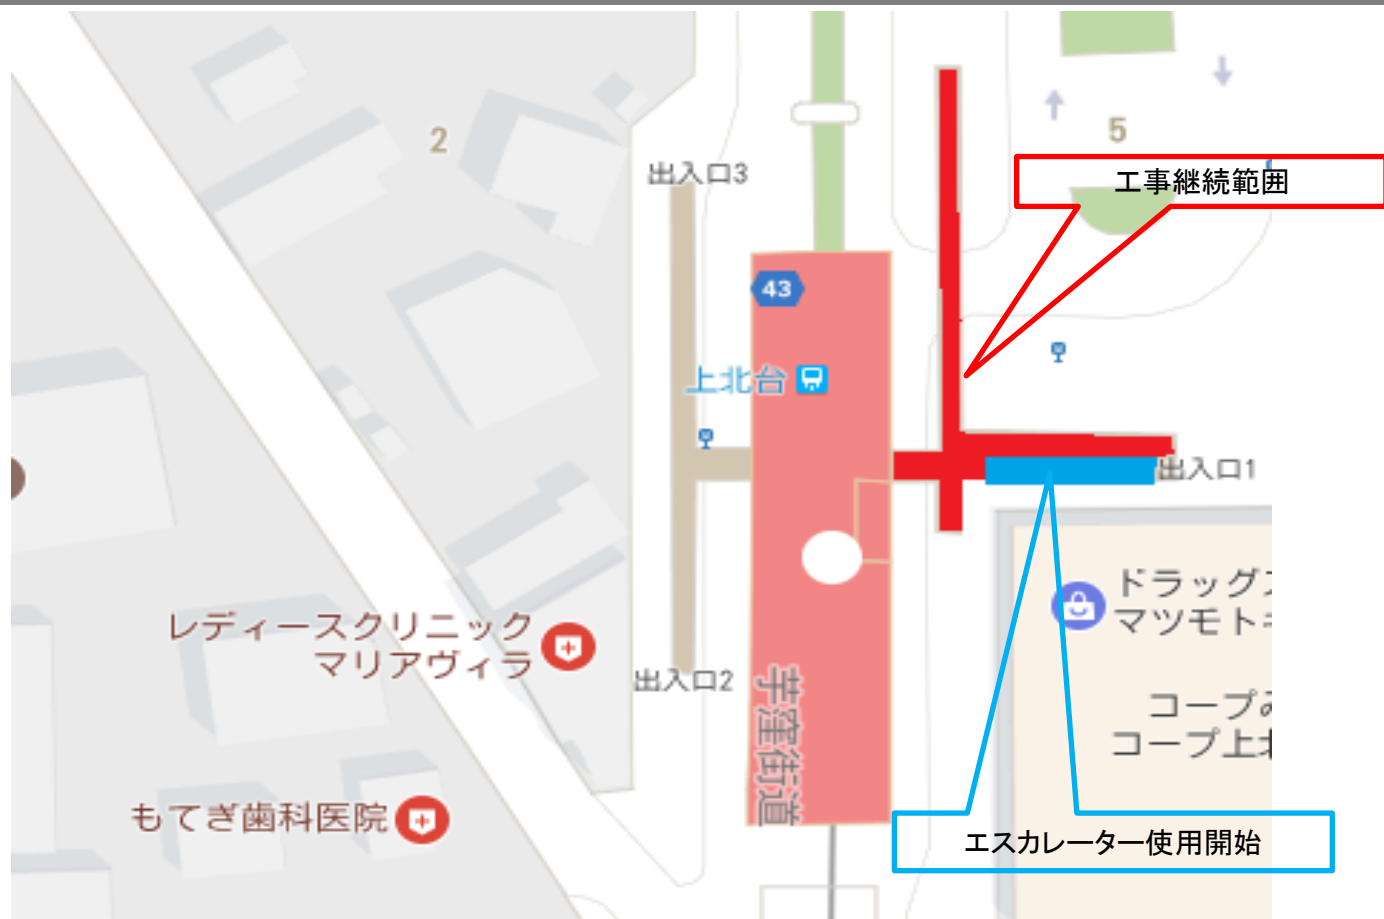 2
5
出入口3
工事継続範囲
43
上北台
出入口1
ドラッグ
マツモト
レディースクリニック
マリアヴィラ
出入口2
芋窪街道
コープ
コープ上
もてぎ歯科医院
エスカレーター使用開始